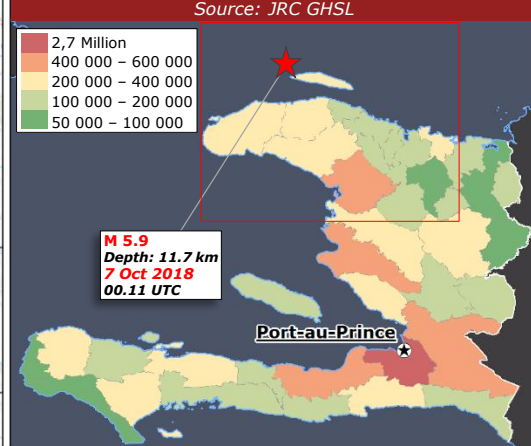 Source: JRC GHSL
2,7 Million
400 000 – 600 000
200 000 – 400 000
100 000 – 200 000
50 000 – 100 000
M 5.9
Depth: 11.7 km
7 Oct 2018
00.11 UTC
Port-au-Prince